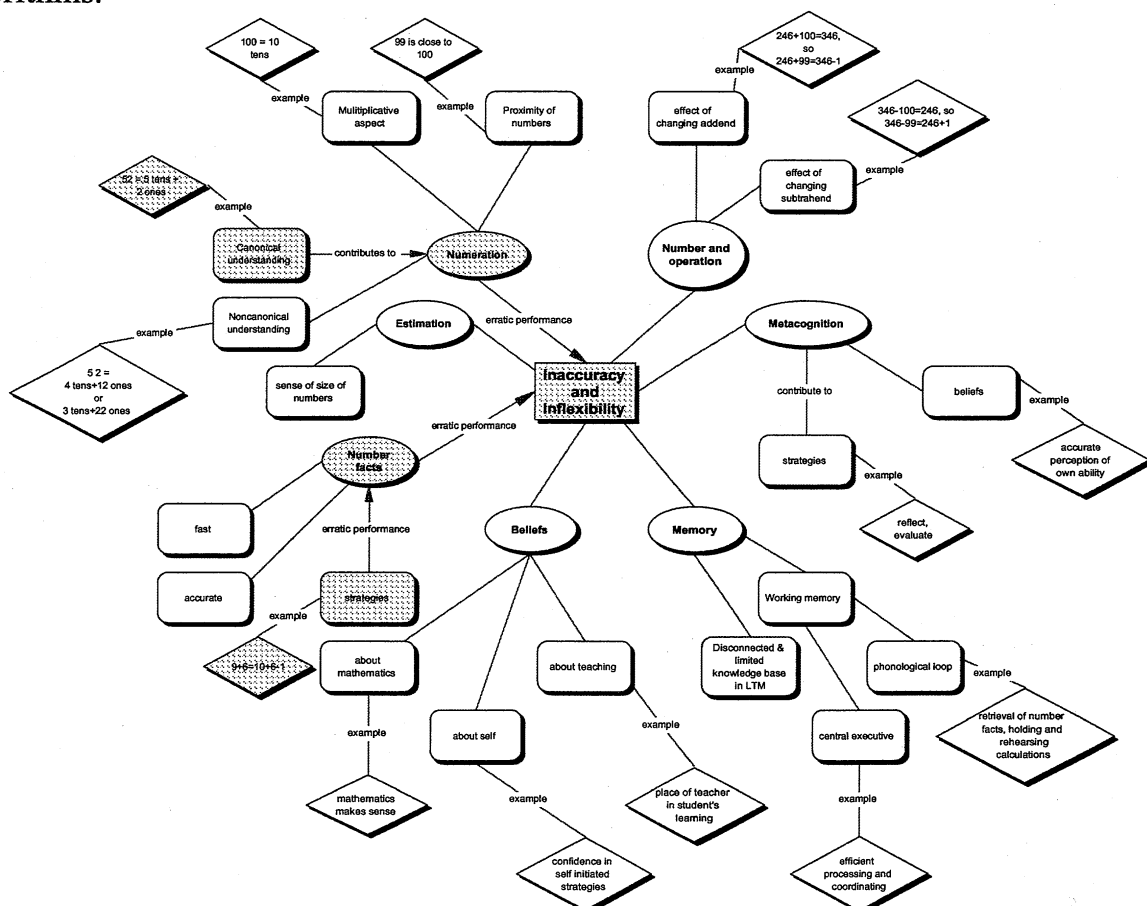 100 = 10
tens
99 is close to
100
246+100=346,
so
246+99=346-1
example
example
example
346-100=246, so
346-99=246+1
Mulitiplicative
aspect
Proximity of
numbers
effect of
changing addend
example
52 = 5 tens +
2 ones
effect of
changing
subtrahend
example
Canonical
understanding
contributes to
Numeration
Number and
operation
Noncanonical
understanding
example
Estimation
erratic performance
Metacognition
5 2 =
4 tens+12 ones
or
3 tens+22 ones
sense of size of
numbers
Inaccuracy
and
inflexibility
contribute to
beliefs
example
erratic performance
Number
facts
strategies
accurate
perception of
own ability
example
fast
erratic performance
Beliefs
Memory
reflect,
evaluate
accurate
strategies
Working memory
example
9+6=10+6-1
about
mathematics
about teaching
Disconnected &
limited
knowledge base
in LTM
phonological loop
example
example
about self
example
central executive
retrieval of number
facts, holding and
rehearsing
calculations
mathematics
makes sense
example
place of teacher
in student's
learning
example
confidence in
self initiated
strategies
efficient
processing and
coordinating